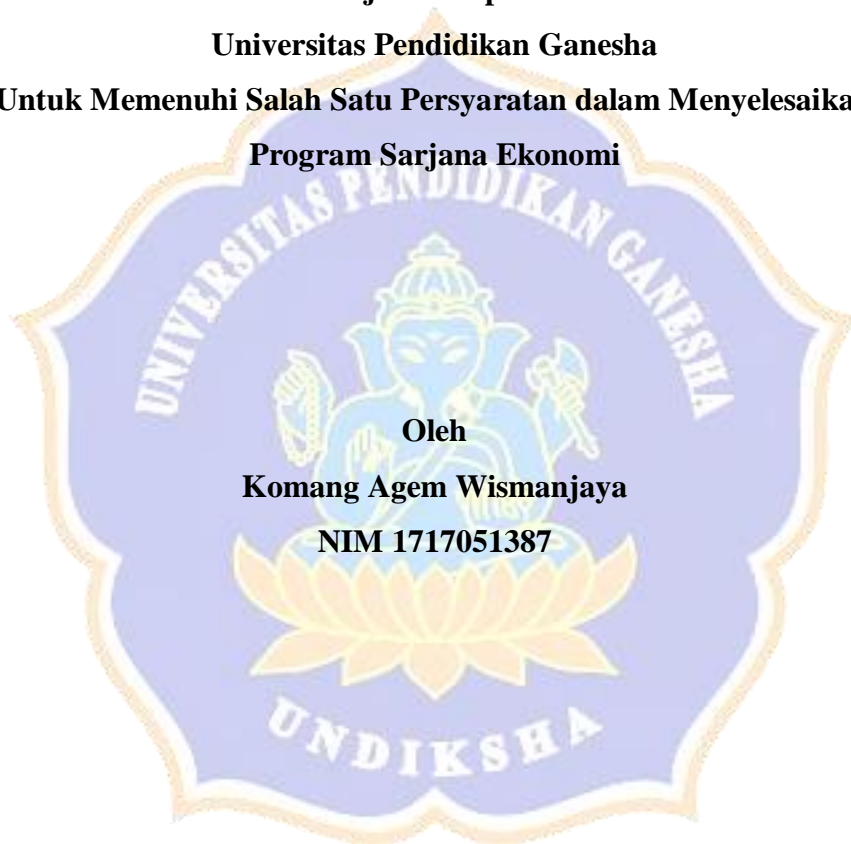 Universitas Pendidikan Ganesha
Untuk Memenuhi Salah Satu Persyaratan dalam
Program Sarjana Ekonomi
UNIVERSITAS PENDIDIKAN GANESHA
Oleh
Komang Agem Wismanjaya
NIM 1717051387
UNDIKSHA